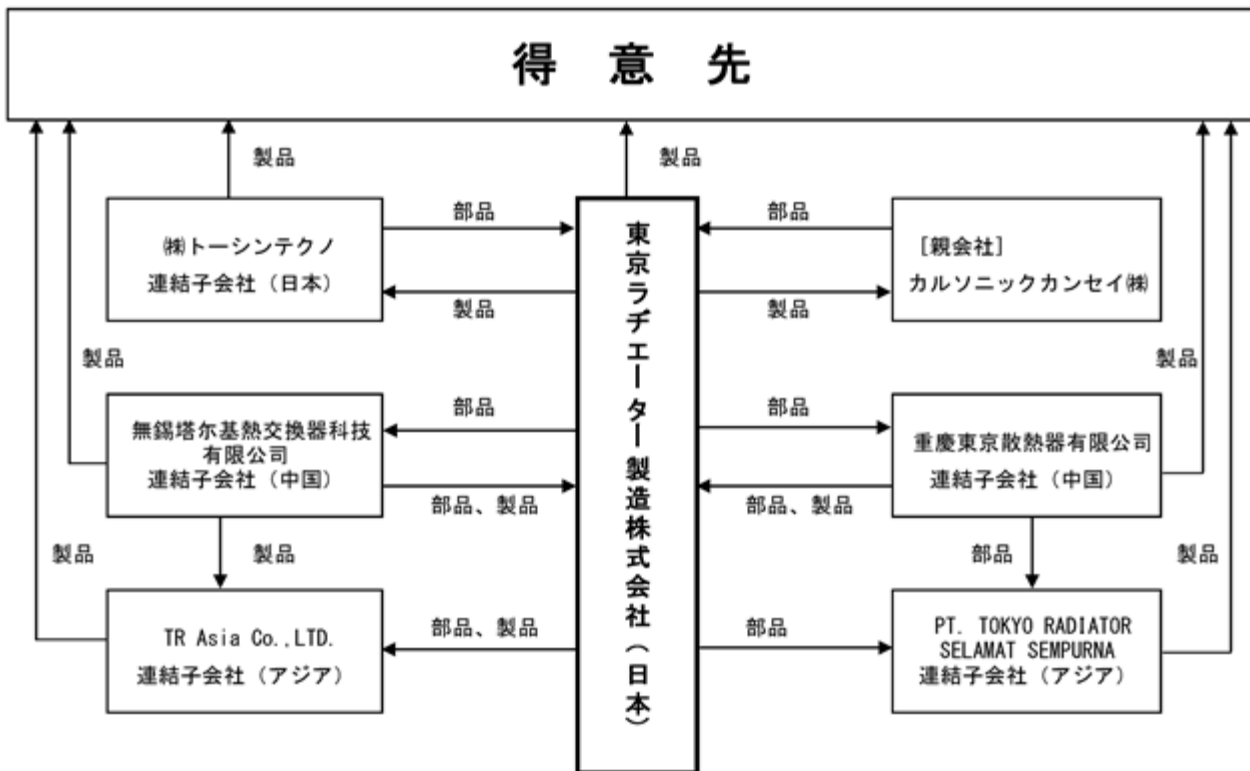 得 意 先
製品
製品
㈱トーシンテクノ
連結子会社（日本）
部品
製品
東京ラヂエーター製造株式会社（日本）
部品
製品
[親会社]
カルソニックカンセイ㈱
製品
製品
無錫塔尓基熱交換器科技
有限公司
連結子会社（中国）
部品
部品、製品
部品
部品、製品
重慶東京散熱器有限公司
連結子会社（中国）
製品
製品
部品
製品
TR Asia Co.,LTD.
連結子会社（アジア）
部品、製品
部品
PT. TOKYO RADIATOR
SELAMAT SEMPURNA
連結子会社（アジア）